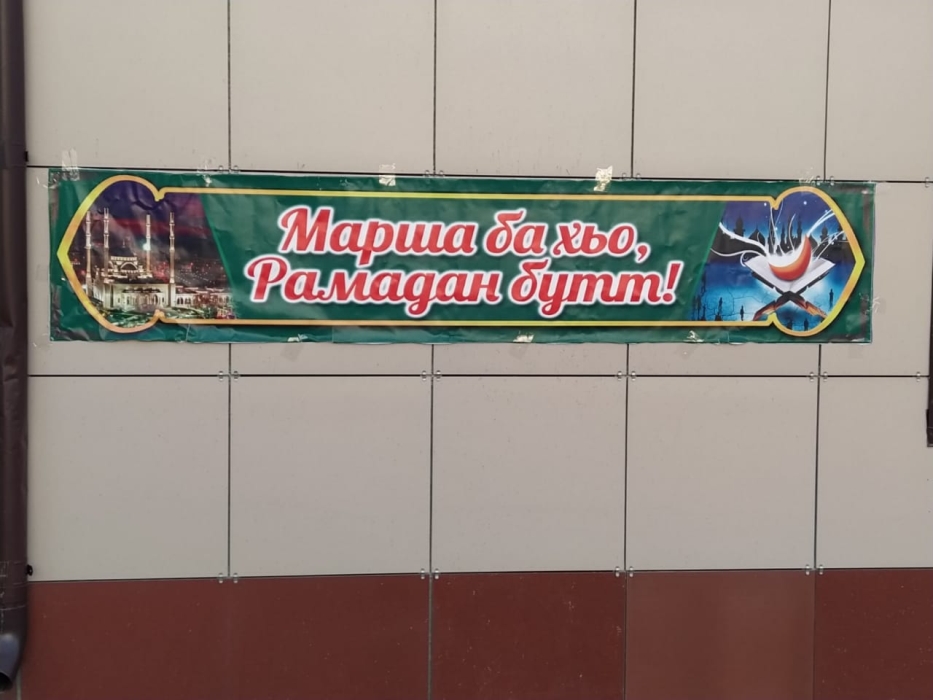 Марша ба хьо,
Рамадан бутт!